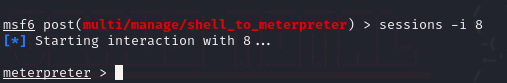 msf6 post(multi/manage/shell_to_meterpreter) > sessions -i 8
[*] Starting interaction with 8...
meterpreter >